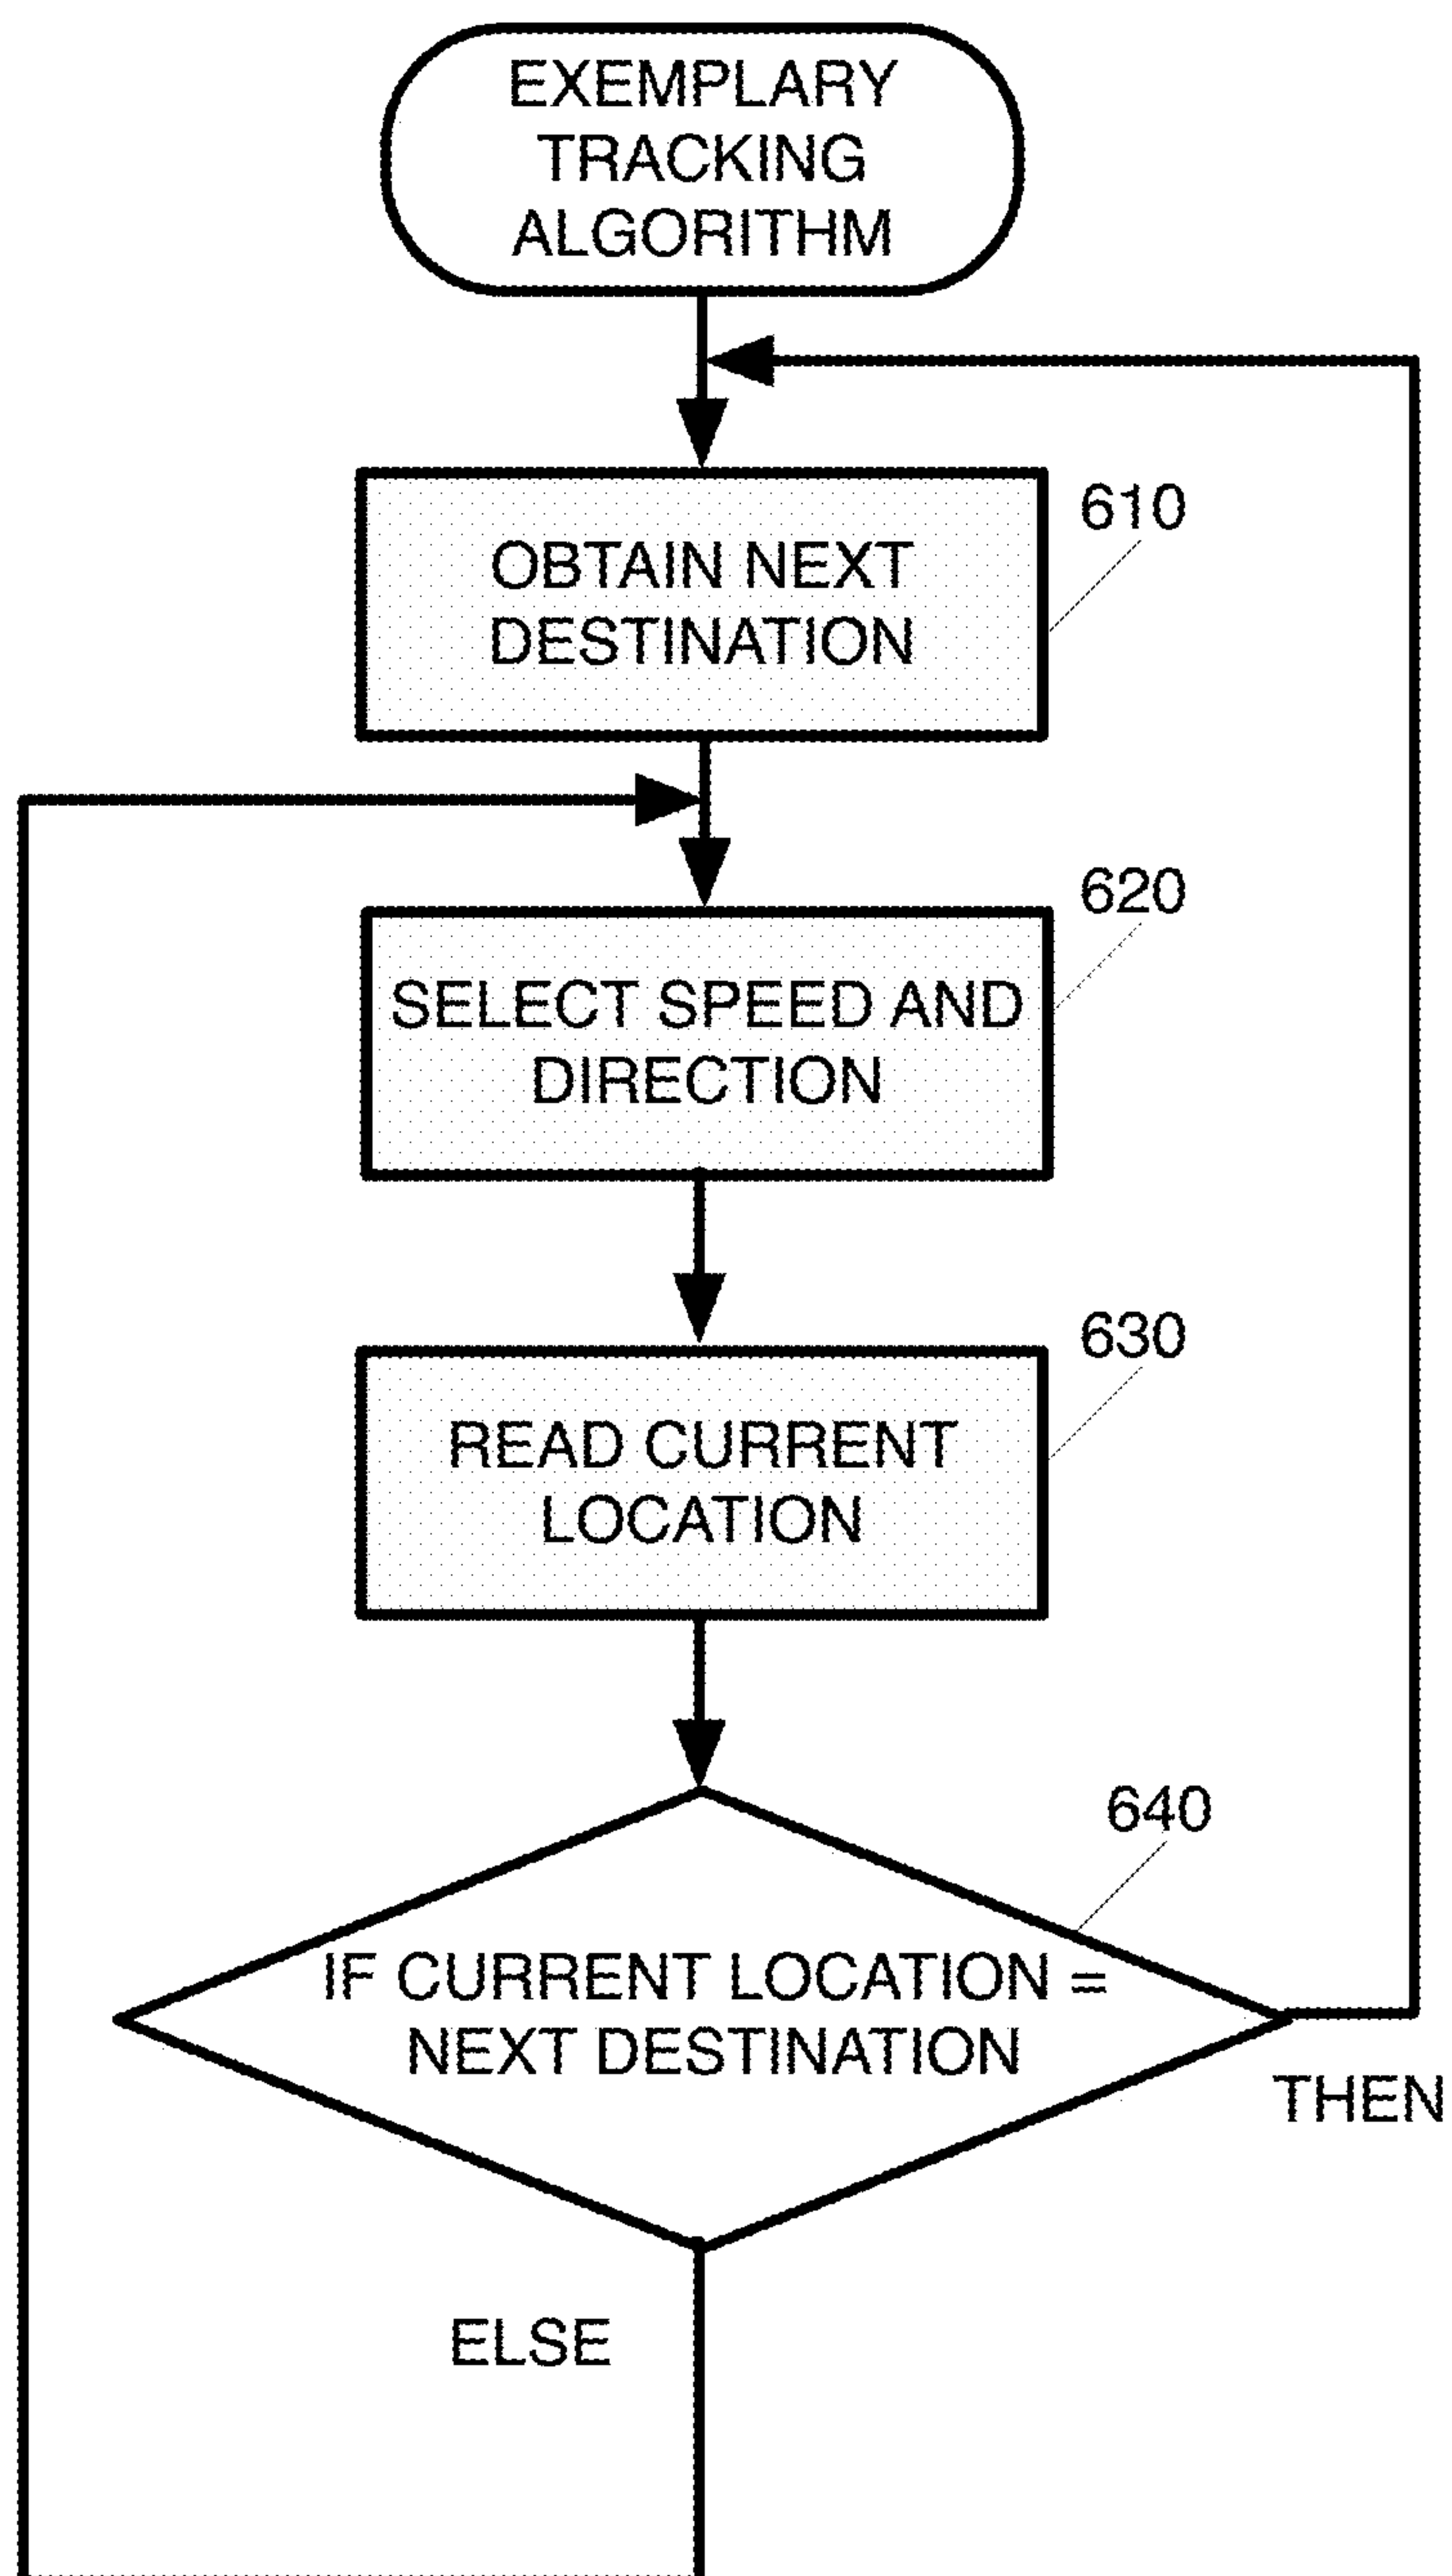 EXEMPLARY
TRACKING
ALGORITHM
610
OBTAIN NEXT
DESTINATION
620
SELECT SPEED AND
DIRECTION
630
READ CURRENT
LOCATION
640
IF CURRENT LOCATION =
NEXT DESTINATION
THEN
ELSE